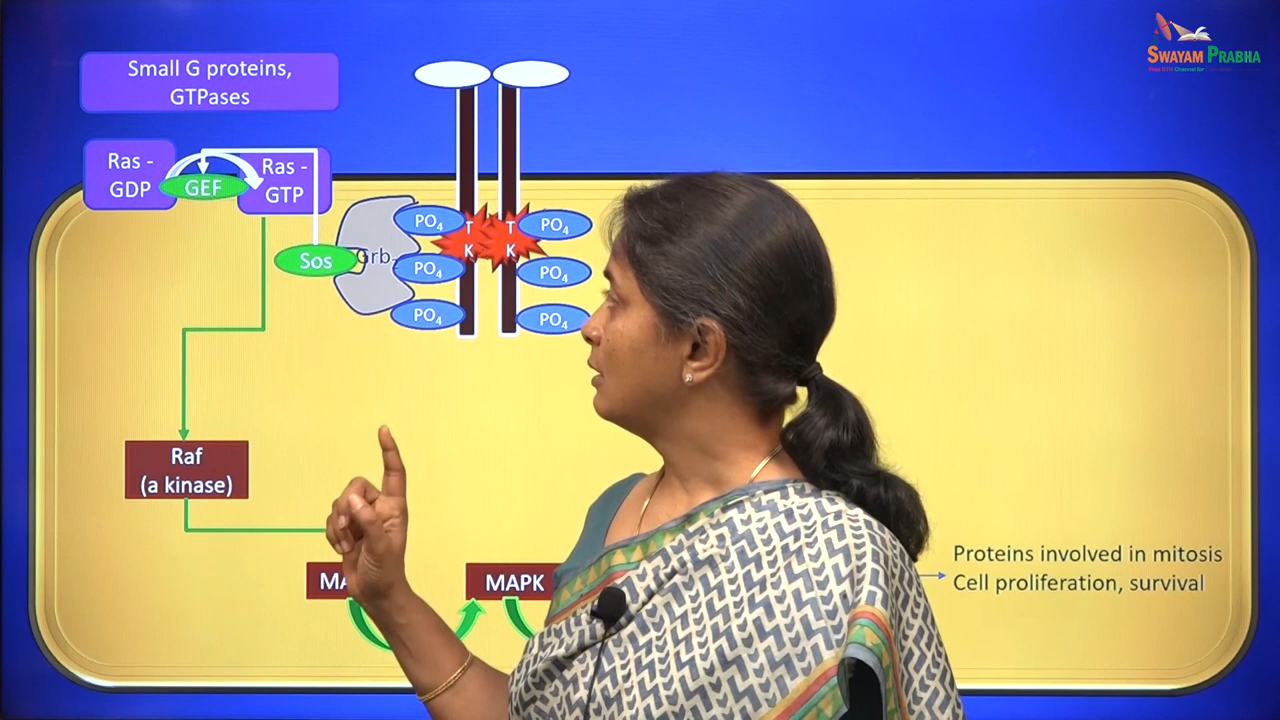 SWAYAM PRABHA
Small G proteins,
GTPases
Ras -
GDP
GEF
Ras -
GTP
Sos
Grb
PO4
PO4
PO4
T
K
T
K
PO4
PO4
PO4
Raf
(a kinase)
MAPK
Proteins involved in mitosis
Cell proliferation, survival